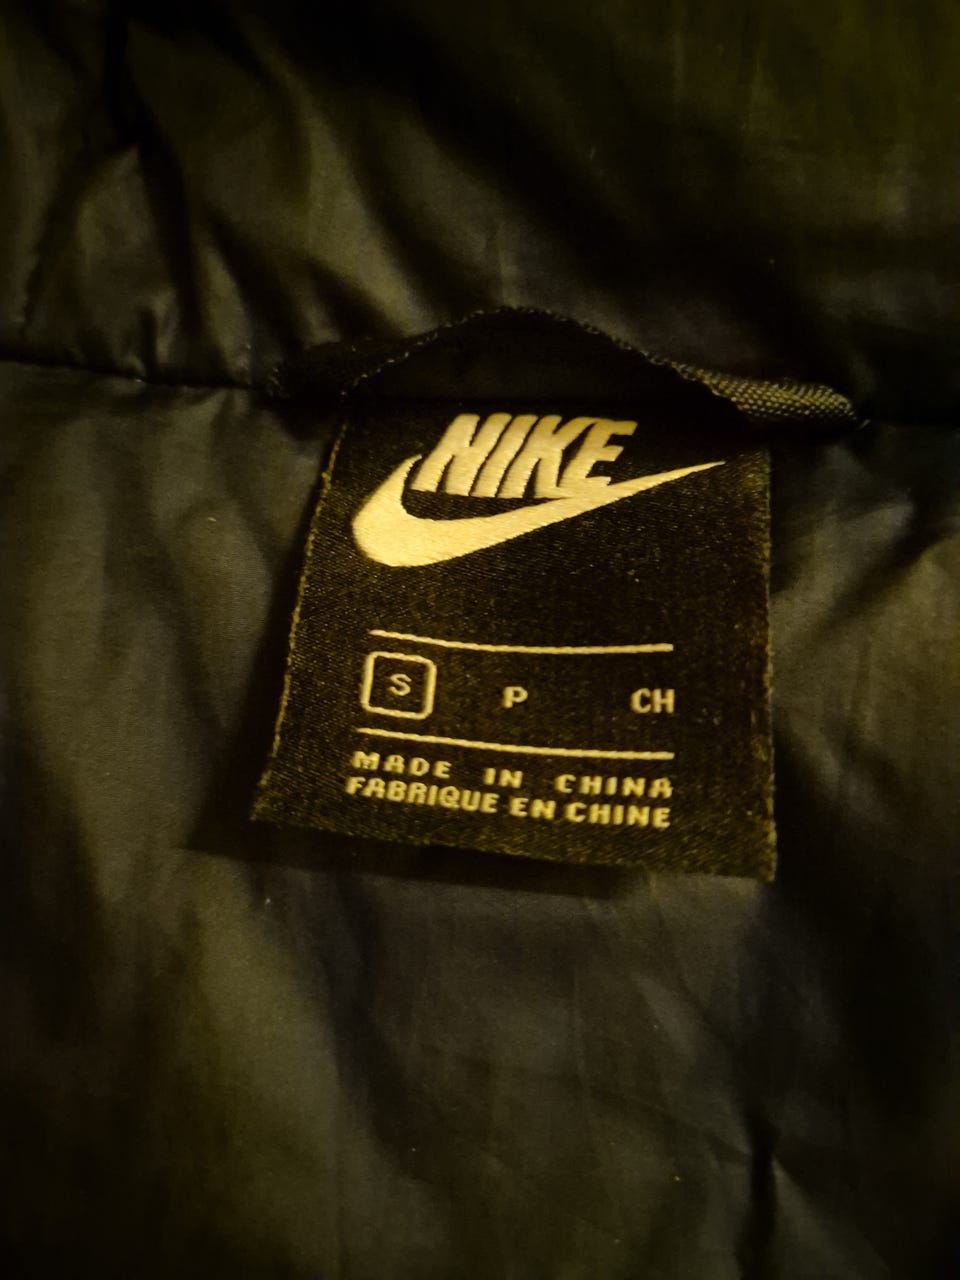 NIKE
S P CH
MADE IN CHINA
FABRIQUE EN CHINE